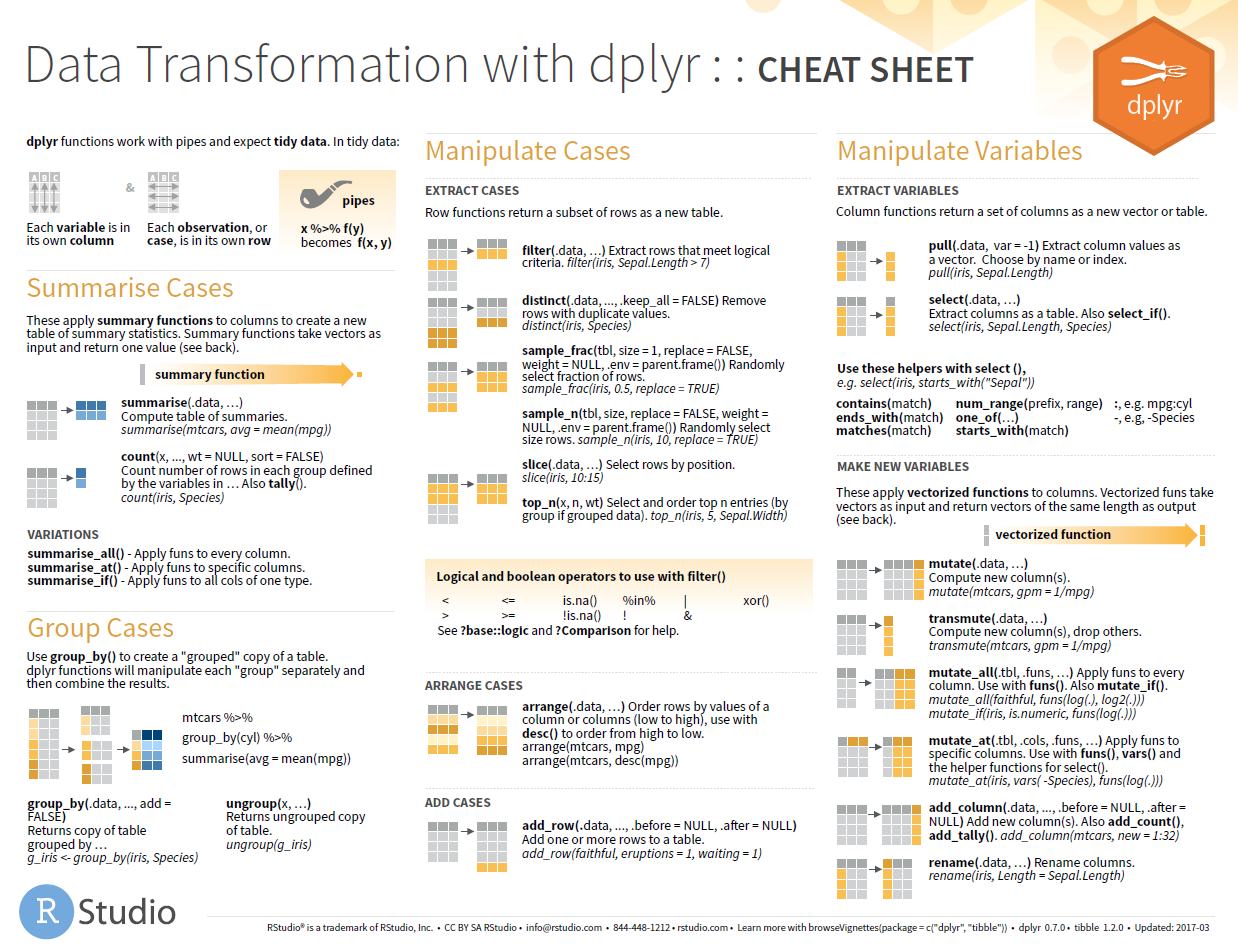 Data Transformation with dplyr : : CHEAT SHEET
dplyr
dplyr functions work with pipes and expect tidy data. In tidy data:
A B C
&
A B C
pipes
Each variable is in
its own column
Each observation, or
case, is in its own row
x %>% f(y)
becomes f(x, y)
Summarise Cases
These apply summary functions to columns to create a new
table of summary statistics. Summary functions take vectors as
input and return one value (see back).
summary function
summarise(.data, …)
Compute table of summaries.
summarise(mtcars, avg = mean(mpg))
count(x, ..., wt = NULL, sort = FALSE)
Count number of rows in each group defined
by the variables in … Also tally().
count(iris, Species)
VARIATIONS
summarise_all() - Apply funs to every column.
summarise_at() - Apply funs to specific columns.
summarise_if() - Apply funs to all cols of one type.
Group Cases
Use group_by() to create a "grouped" copy of a table.
dplyr functions will manipulate each "group" separately and
then combine the results.
mtcars %>%
group_by(cyl) %>%
summarise(avg = mean(mpg))
group_by(.data, ..., add =
FALSE)
Returns copy of table
grouped by …
g_iris <- group_by(iris, Species)
ungroup(x, …)
Returns ungrouped copy
of table.
ungroup(g_iris)
Manipulate Cases
EXTRACT CASES
Row functions return a subset of rows as a new table.
filter(.data, …) Extract rows that meet logical
criteria. filter(iris, Sepal.Length > 7)
distinct(.data, ..., .keep_all = FALSE) Remove
rows with duplicate values.
distinct(iris, Species)
sample_frac(tbl, size = 1, replace = FALSE,
weight = NULL, .env = parent.frame()) Randomly
select fraction of rows.
sample_frac(iris, 0.5, replace = TRUE)
sample_n(tbl, size, replace = FALSE, weight =
NULL, .env = parent.frame()) Randomly select
size rows. sample_n(iris, 10, replace = TRUE)
slice(.data, …) Select rows by position.
slice(iris, 10:15)
top_n(x, n, wt) Select and order top n entries (by
group if grouped data). top_n(iris, 5, Sepal.Width)
Logical and boolean operators to use with filter()
< <= is.na() %in% | xor()
> >= !is.na() ! &
See ?base::logic and ?Comparison for help.
ARRANGE CASES
arrange(.data, …) Order rows by values of a
column or columns (low to high), use with
desc() to order from high to low.
arrange(mtcars, mpg)
arrange(mtcars, desc(mpg))
ADD CASES
add_row(.data, ..., .before = NULL, .after = NULL)
Add one or more rows to a table.
add_row(faithful, eruptions = 1, waiting = 1)
Manipulate Variables
EXTRACT VARIABLES
Column functions return a set of columns as a new vector or table.
pull(.data, var = -1) Extract column values as
a vector. Choose by name or index.
pull(iris, Sepal.Length)
select(.data, …)
Extract columns as a table. Also select_if().
select(iris, Sepal.Length, Species)
Use these helpers with select (),
e.g. select(iris, starts_with("Sepal"))
contains(match) num_range(prefix, range) :, e.g. mpg:cyl
ends_with(match) one_of(…) -, e.g, -Species
matches(match) starts_with(match)
MAKE NEW VARIABLES
These apply vectorized functions to columns. Vectorized funs take
vectors as input and return vectors of the same length as output
(see back).
vectorized function
mutate(.data, …)
Compute new column(s).
mutate(mtcars, gpm = 1/mpg)
transmute(.data, …)
Compute new column(s), drop others.
transmute(mtcars, gpm = 1/mpg)
mutate_all(.tbl, .funs, …) Apply funs to every
column. Use with funs(). Also mutate_if().
mutate_all(faithful, funs(log(.), log2(.)))
mutate_if(iris, is.numeric, funs(log(.)))
mutate_at(.tbl, .cols, .funs, …) Apply funs to
specific columns. Use with funs(), vars() and
the helper functions for select().
mutate_at(iris, vars( -Species), funs(log(.)))
add_column(.data, ..., .before = NULL, .after =
NULL) Add new column(s). Also add_count(),
add_tally(). add_column(mtcars, new = 1:32)
rename(.data, …) Rename columns.
rename(iris, Length = Sepal.Length)
R Studio
RStudio® is a trademark of RStudio, Inc. • CC BY SA RStudio • info@rstudio.com • 844-448-1212 • rstudio.com • Learn more with browseVignettes(package = c("dplyr", "tibble")) • dplyr 0.7.0 • tibble 1.2.0 • Updated: 2017-03